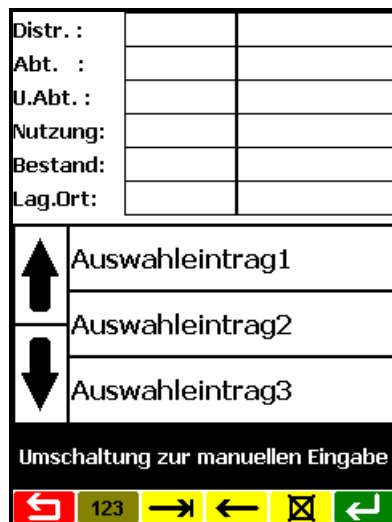 Distr. :
Abt. :
U.Abt. :
Nutzung:
Bestand:
Lag.Ort:
Auswahleintrag1
Auswahleintrag2
Auswahleintrag3
Umschaltung zur manuellen Eingabe
123